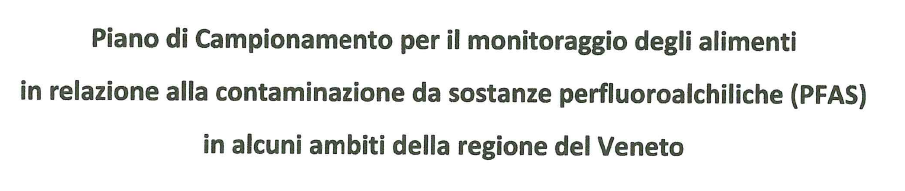 Piano di Campionamento per il monitoraggio degli alimenti
in relazione alla contaminazione da sostanze perfluoroalchiliche (PFAS)
in alcuni ambiti della regione del Veneto